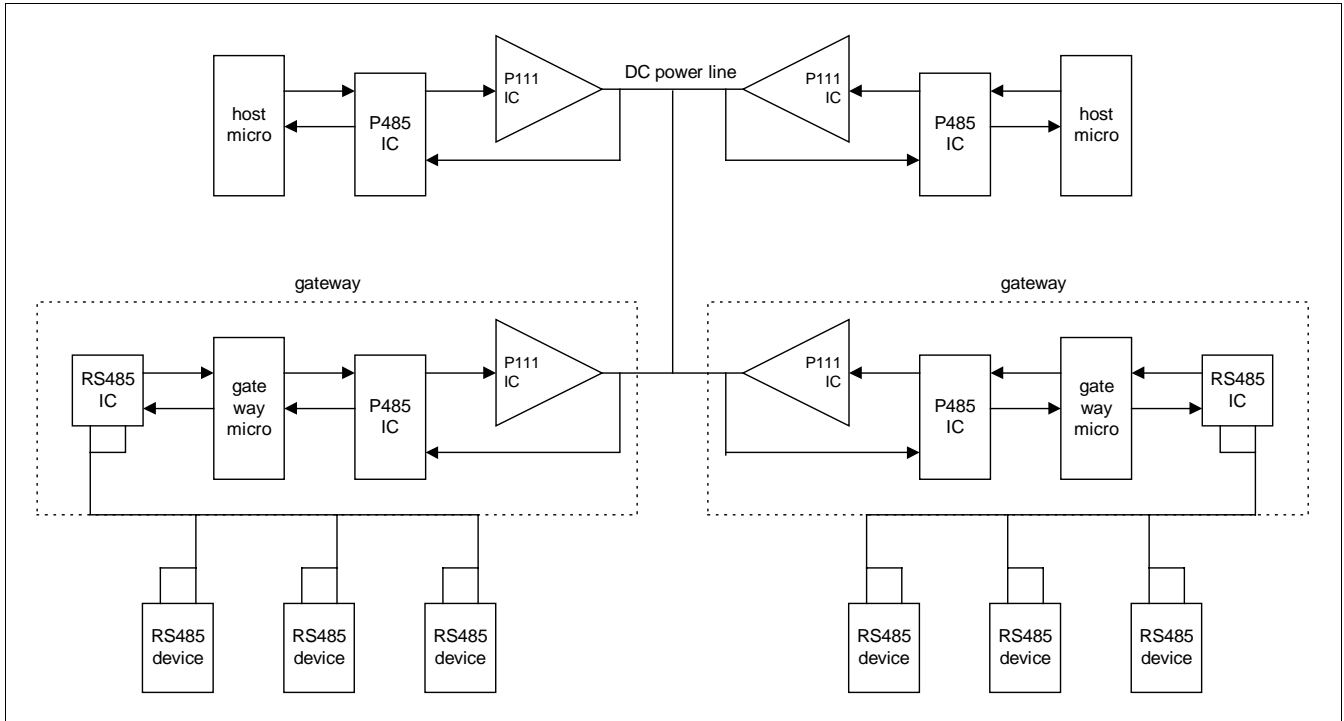 DC power line
host
micro
P485
IC
P111
IC
P111
IC
P485
IC
host
micro
gateway
gateway
RS485
IC
gate
way
micro
P485
IC
P111
IC
P111
IC
P485
IC
gate
way
micro
RS485
IC
RS485
device
RS485
device
RS485
device
RS485
device
RS485
device
RS485
device